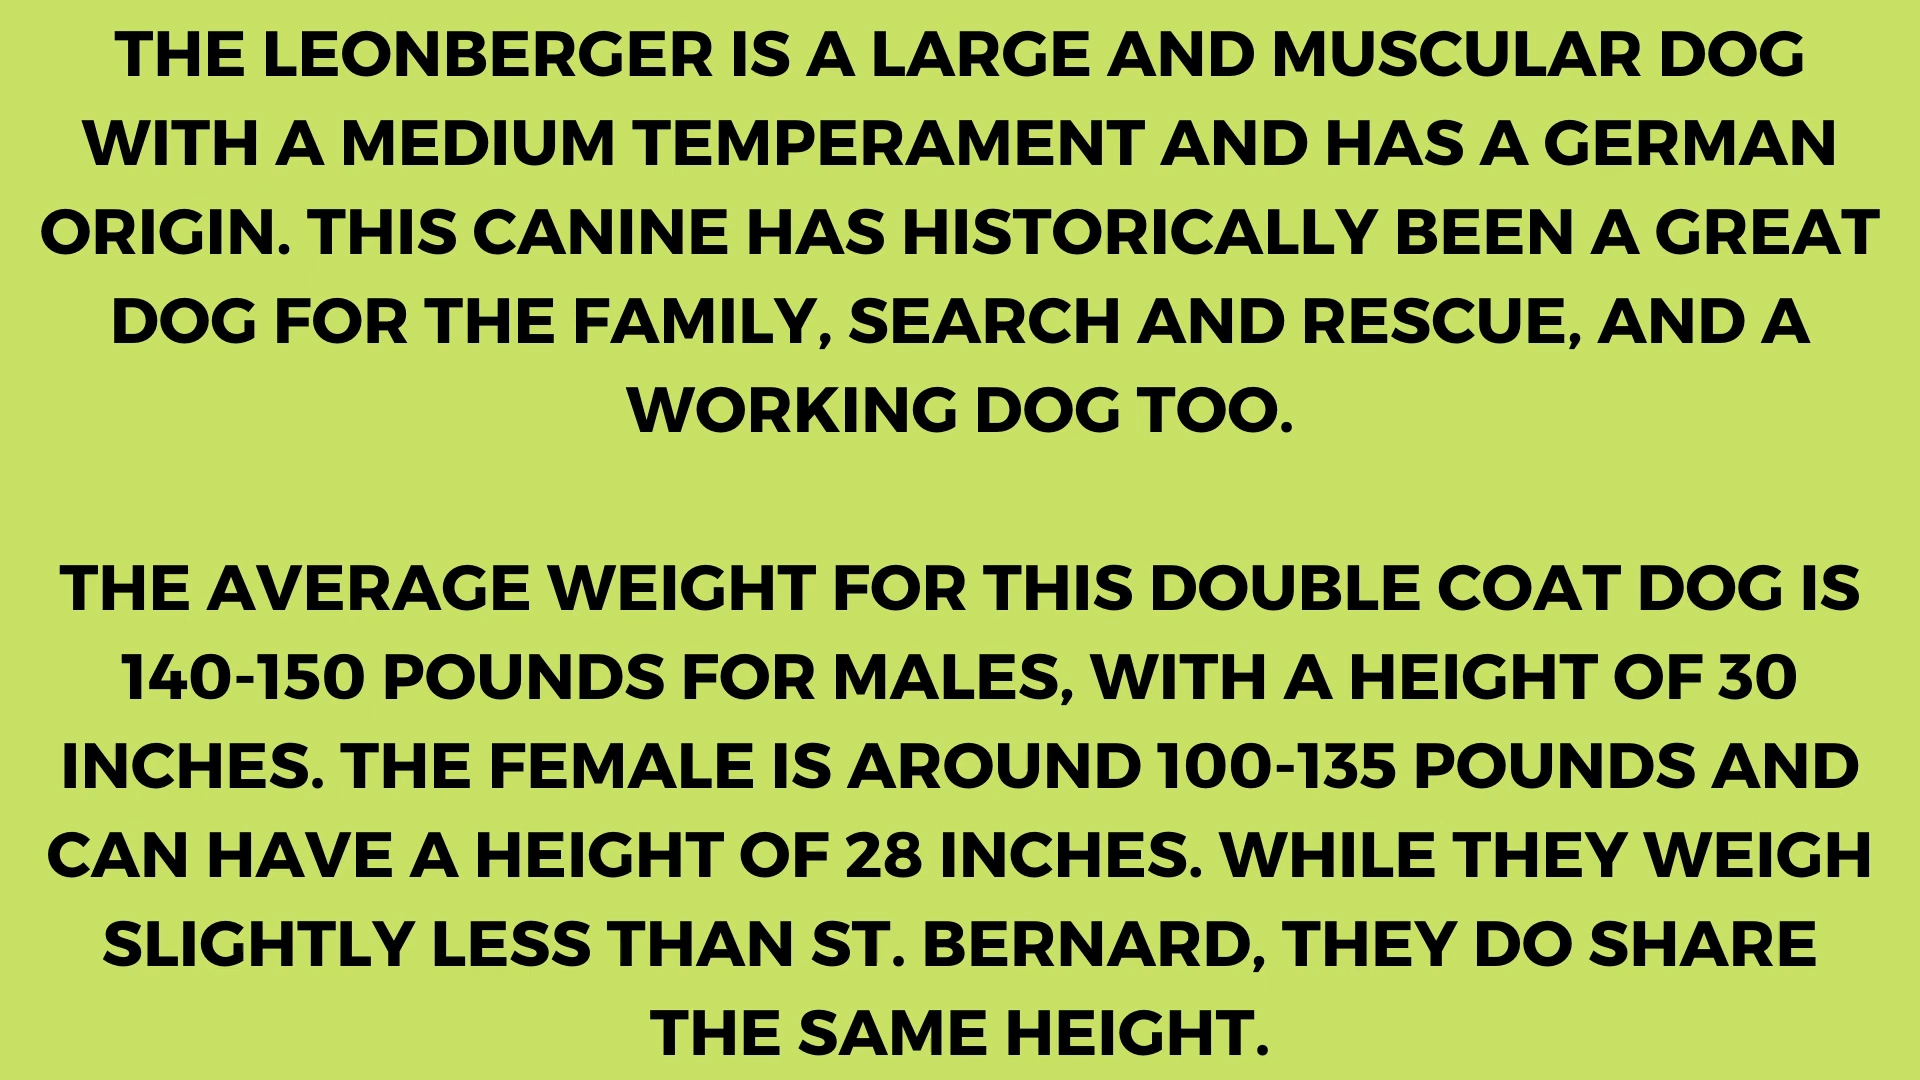 THE LEONBERGER IS A LARGE AND MUSCULAR DOG
WITH A MEDIUM TEMPERAMENT AND HAS A GERMAN
ORIGIN. THIS CANINE HAS HISTORICALLY BEEN A GREAT
DOG FOR THE FAMILY, SEARCH AND RESCUE, AND A
WORKING DOG TOO.
THE AVERAGE WEIGHT FOR THIS DOUBLE COAT DOG IS
140-150 POUNDS FOR MALES, WITH A HEIGHT OF 30
INCHES. THE FEMALE IS AROUND 100-135 POUNDS AND
CAN HAVE A HEIGHT OF 28 INCHES. WHILE THEY WEIGH
SLIGHTLY LESS THAN ST. BERNARD, THEY DO SHARE
THE SAME HEIGHT.